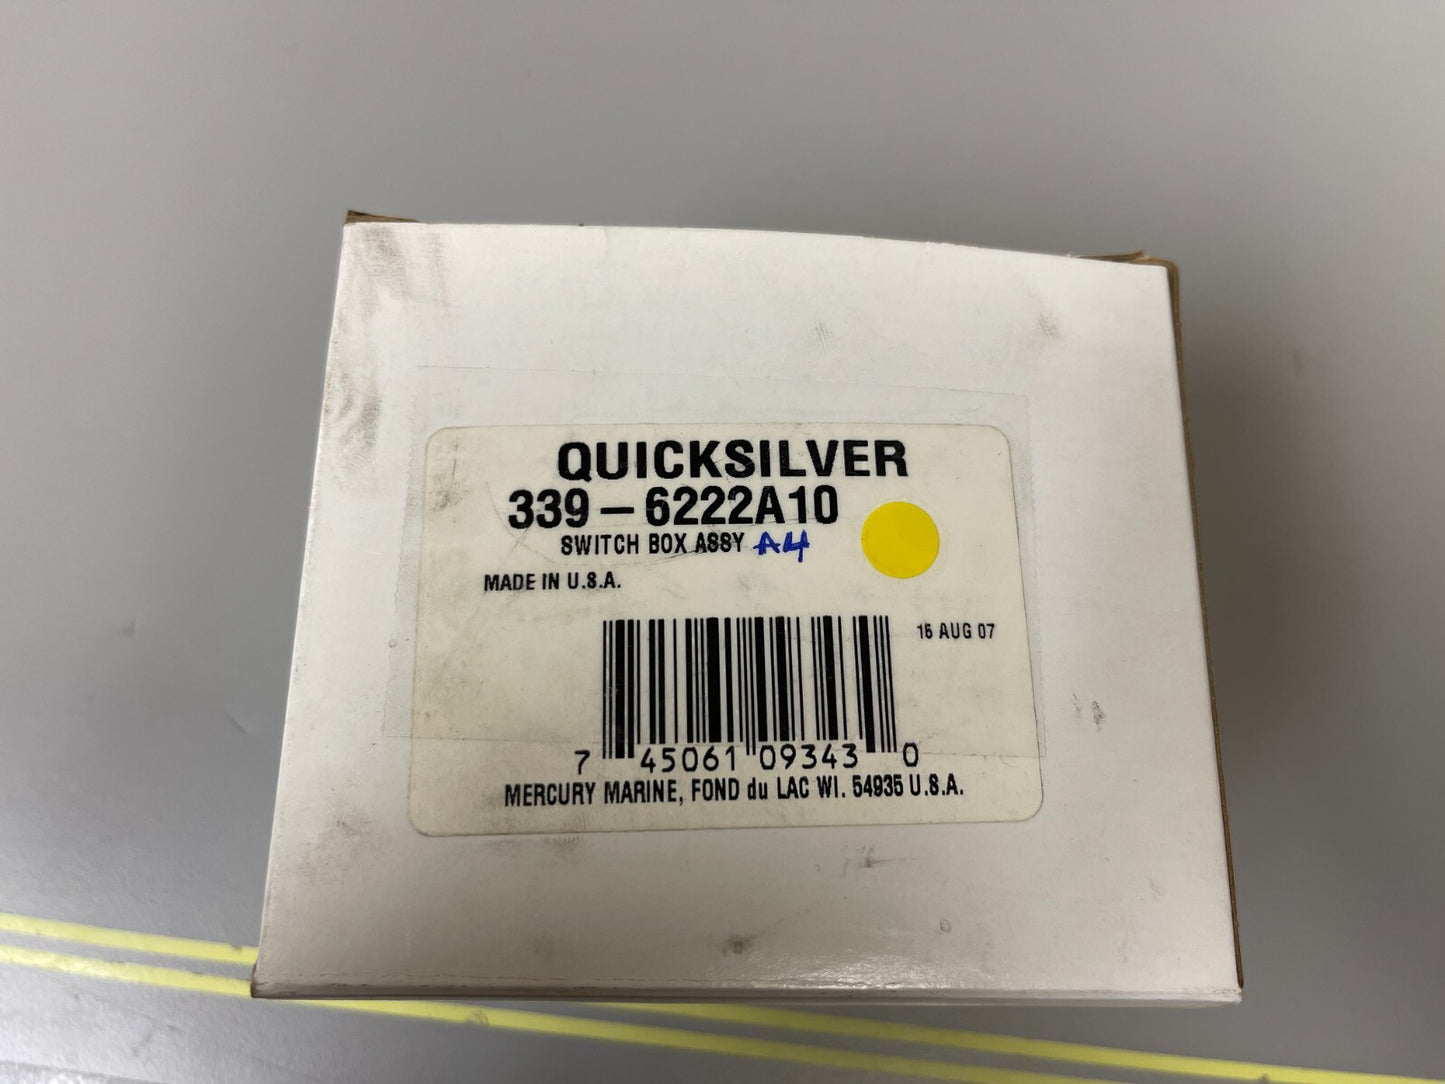 QUICKSILVER
339-6222A10
SWITCH BOX ASSY A4
MADE IN U.S.A.
15 AUG 07
7 45061 09343 0
MERCURY MARINE, FOND du LAC WI. 54935 U.S.A.